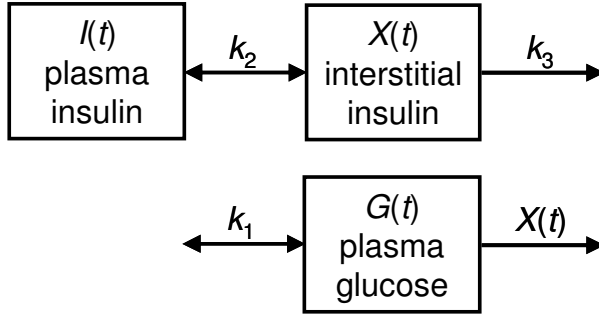 I(t)
plasma
insulin
k₂
X(t)
interstitial
insulin
k₃
k₁
G(t)
plasma
glucose
X(t)